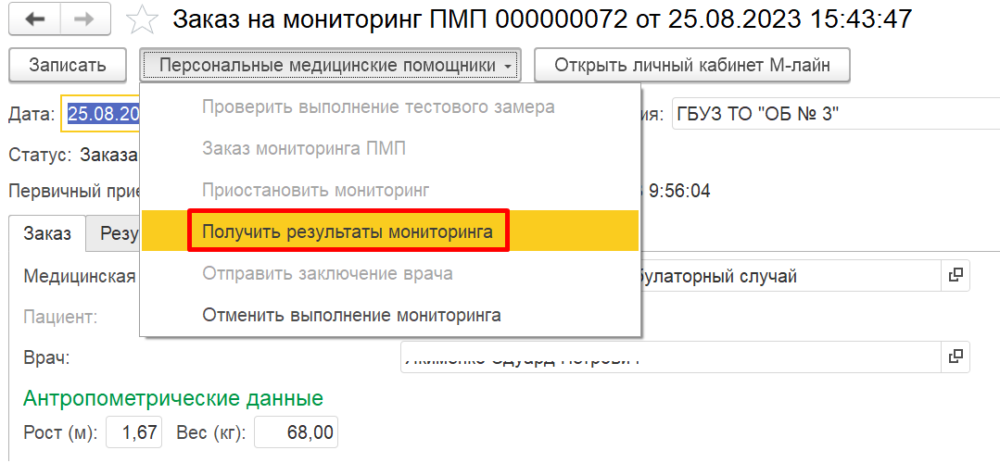 Заказ на мониторинг ПМП 000000072 от 25.08.2023 15:43:47
Записать Персональные медицинские помощники Открыть личный кабинет М-лайн
Проверить выполнение тестового замера
Дата: 25.08.20 ия: ГБУЗ ТО "ОБ № 3"
Заказ мониторинга ПМП
Статус: Заказа
Приостановить мониторинг
Первичный прие 9:56:04
Получить результаты мониторинга
Заказ Резу
Отправить заключение врача
Медицинская булаторный случай
Отменить выполнение мониторинга
Пациент:
Врач:
Антропометрические данные
Рост (м): 1,67 Вес (кг): 68,00